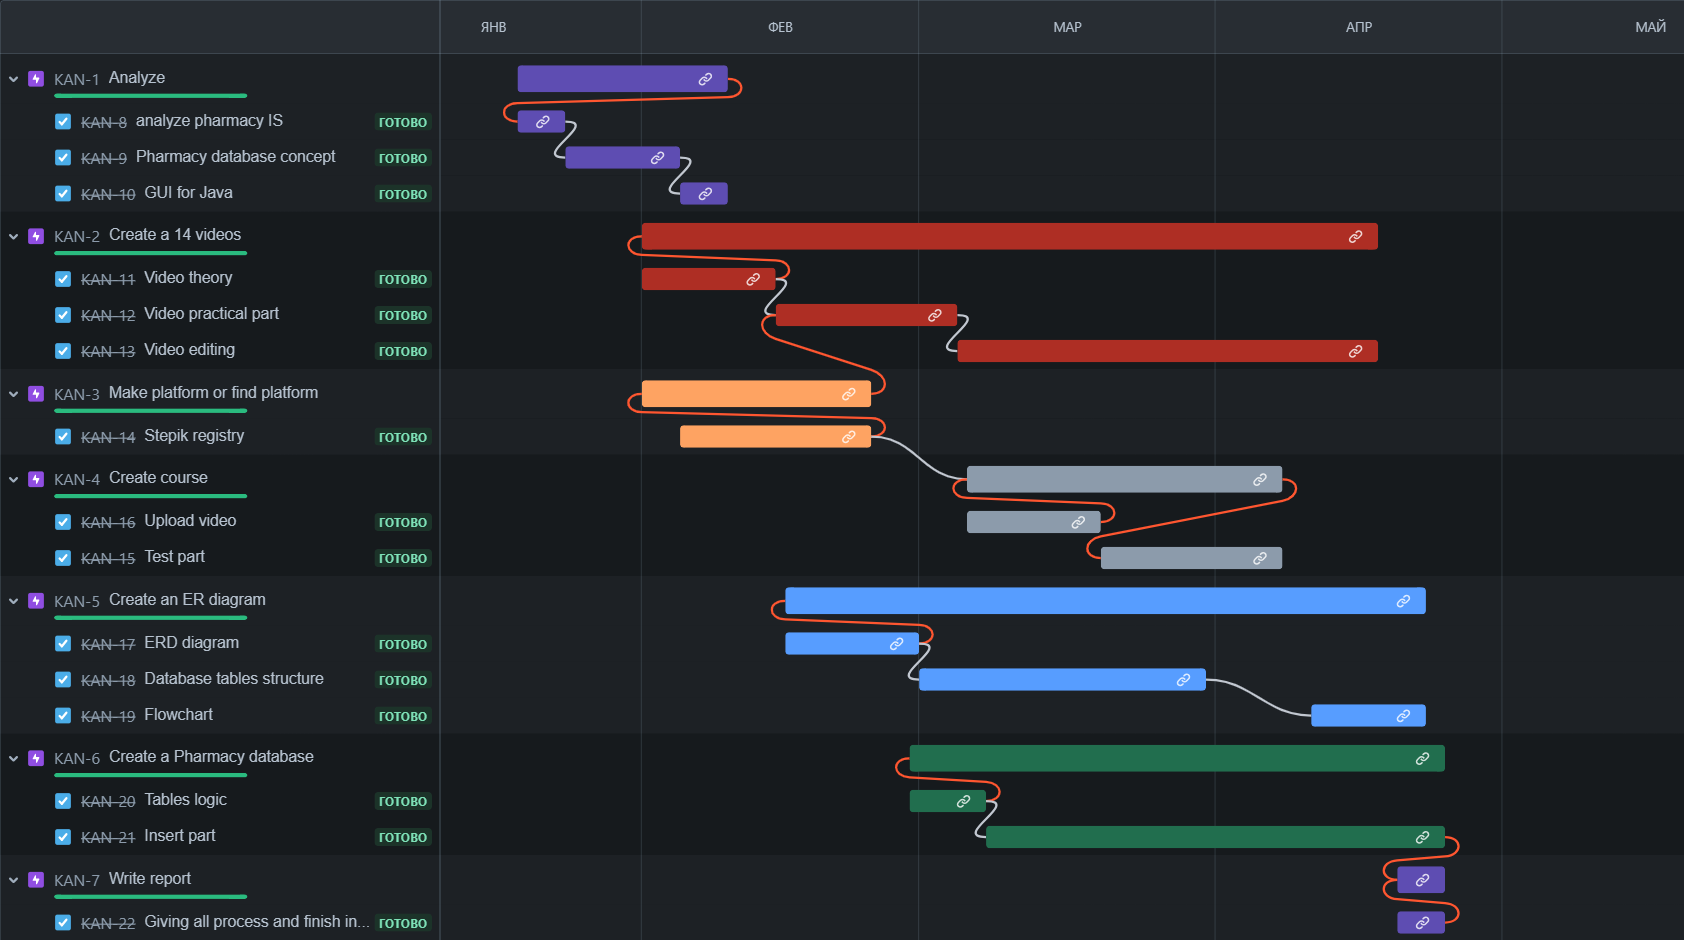 ЯНВ ФЕВ МАР АПР МАЙ
KAN-1 Analyze
KAN-8 analyze pharmacy IS ГОТОВО
KAN-9 Pharmacy database concept ГОТОВО
KAN-10 GUI for Java ГОТОВО
KAN-2 Create a 14 videos
KAN-11 Video theory ГОТОВО
KAN-12 Video practical part ГОТОВО
KAN-13 Video editing ГОТОВО
KAN-3 Make platform or find platform
KAN-14 Stepik registry ГОТОВО
KAN-4 Create course
KAN-16 Upload video ГОТОВО
KAN-15 Test part ГОТОВО
KAN-5 Create an ER diagram
KAN-17 ERD diagram ГОТОВО
KAN-18 Database tables structure ГОТОВО
KAN-19 Flowchart ГОТОВО
KAN-6 Create a Pharmacy database
KAN-20 Tables logic ГОТОВО
KAN-21 Insert part ГОТОВО
KAN-7 Write report
KAN-22 Giving all process and finish in... ГОТОВО